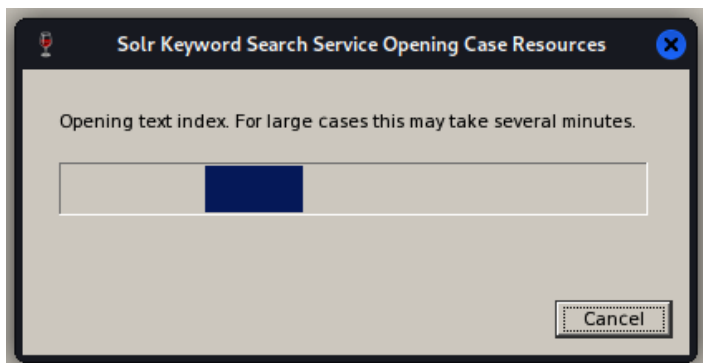 Solr Keyword Search Service Opening Case Resources
Opening text index. For large cases this may take several minutes.
Cancel